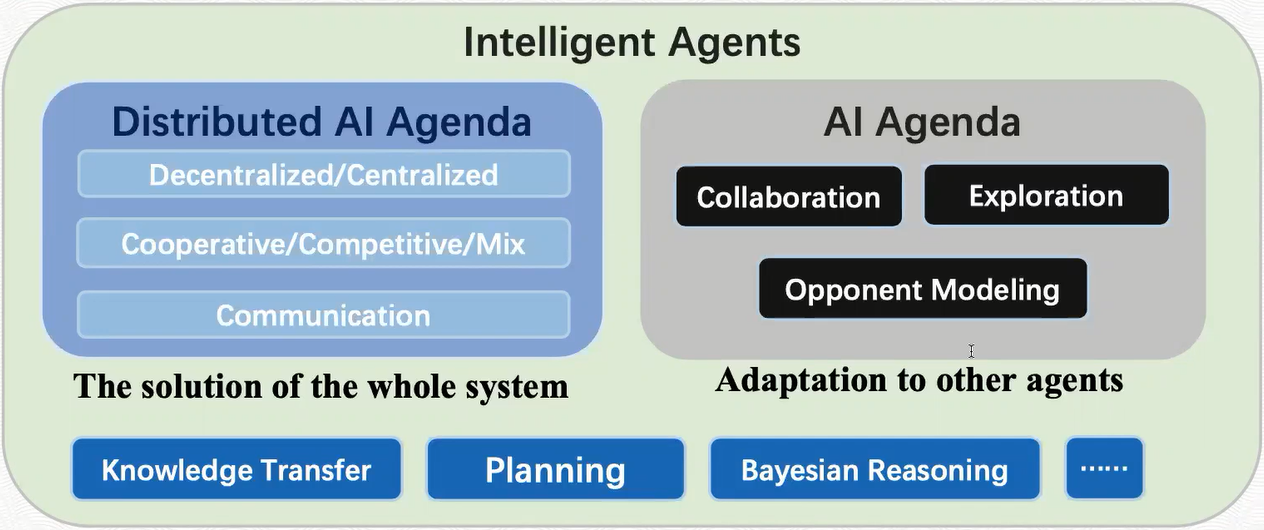 Intelligent Agents
Distributed AI Agenda
Decentralized/Centralized
Cooperative/Competitive/Mix
Communication
The solution of the whole system
AI Agenda
Collaboration
Exploration
Opponent Modeling
Adaptation to other agents
Knowledge Transfer
Planning
Bayesian Reasoning
......